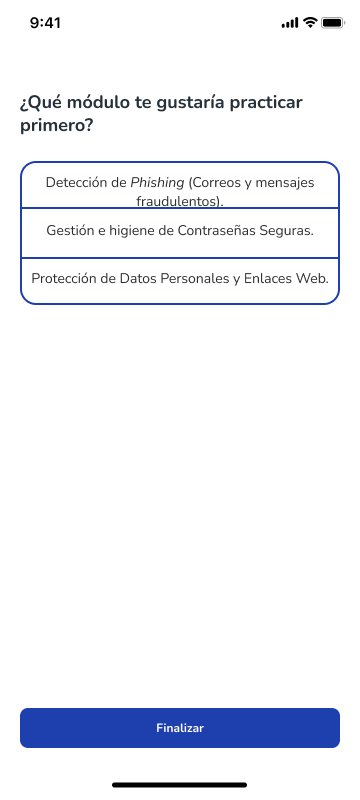 9:41
¿Qué módulo te gustaría practicar
primero?
Detección de Phishing (Correos y mensajes
fraudulentos).
Gestión e higiene de Contraseñas Seguras.
Protección de Datos Personales y Enlaces Web.
Finalizar